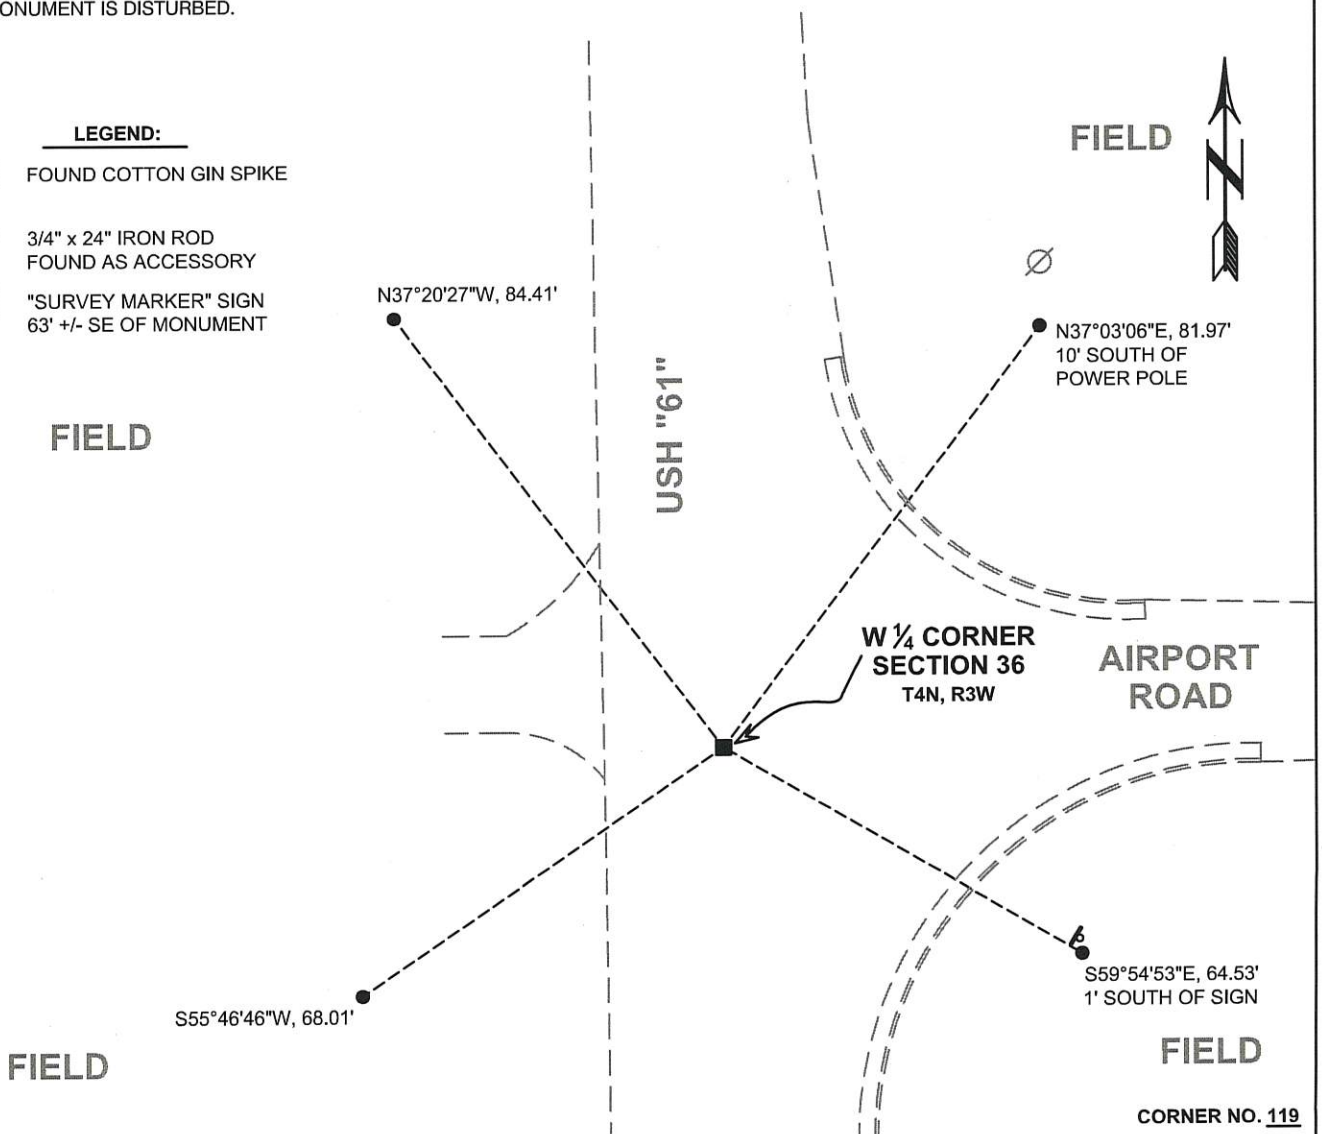 ONUMENT IS DISTURBED.
LEGEND:
FOUND COTTON GIN SPIKE
3/4" x 24" IRON ROD
FOUND AS ACCESSORY
"SURVEY MARKER" SIGN
63' +/- SE OF MONUMENT
FIELD
N
N37°20'27"W, 84.41'
N37°03'06"E, 81.97'
10' SOUTH OF
POWER POLE
FIELD
USH "61"
W ¼ CORNER
SECTION 36
T4N, R3W
AIRPORT
ROAD
S59°54'53"E, 64.53'
1' SOUTH OF SIGN
S55°46'46"W, 68.01'
FIELD
FIELD
CORNER NO. 119